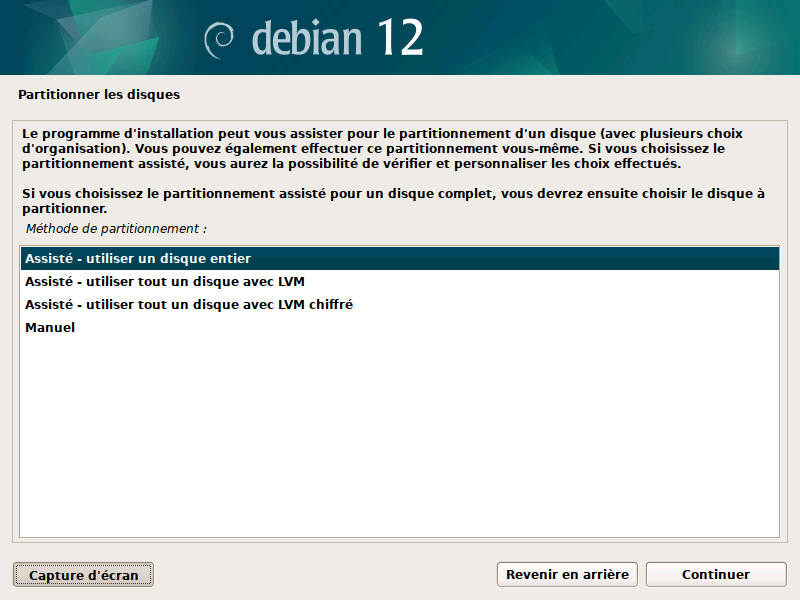 debian 12
Partitionner les disques
Le programme d'installation peut vous assister pour le partitionnement d'un disque (avec plusieurs choix
d'organisation). Vous pouvez également effectuer ce partitionnement vous-même. Si vous choisissez le
partitionnement assisté, vous aurez la possibilité de vérifier et personnaliser les choix effectués.
Si vous choisissez le partitionnement assisté pour un disque complet, vous devrez ensuite choisir le disque à
partitionner.
Méthode de partitionnement :
Assisté - utiliser un disque entier
Assisté - utiliser tout un disque avec LVM
Assisté - utiliser tout un disque avec LVM chiffré
Manuel
Capture d'écran
Revenir en arrière
Continuer